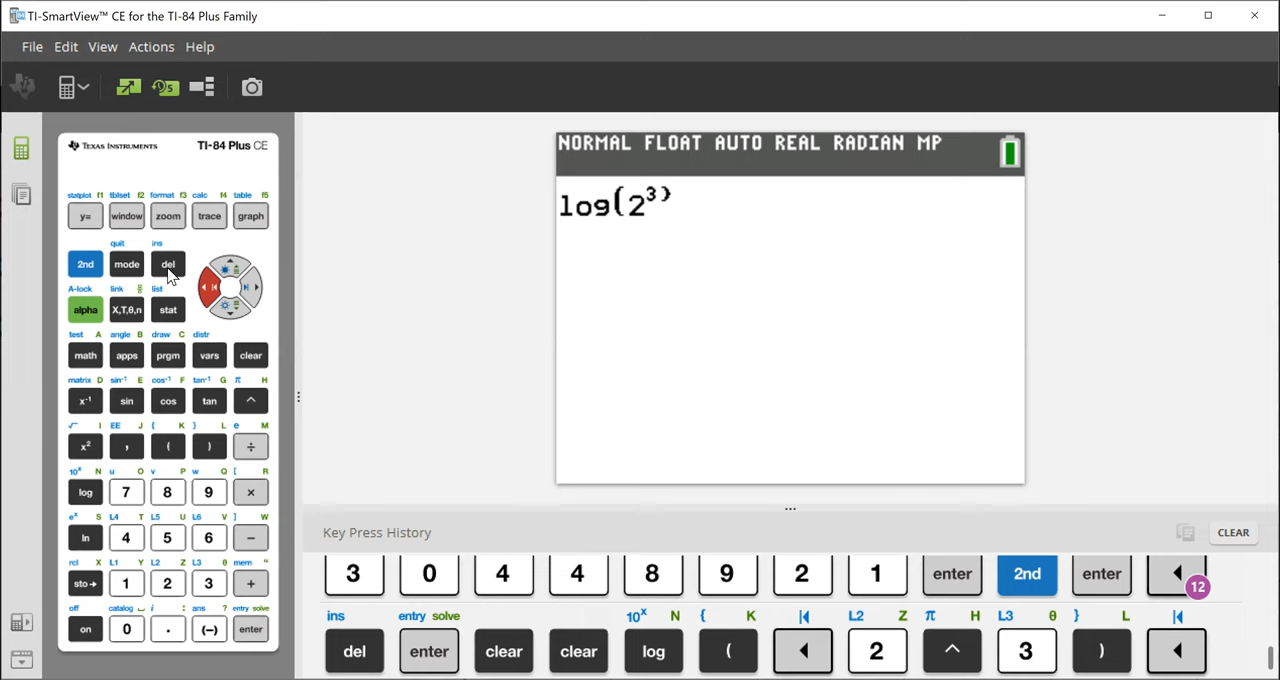 TI-SmartView™ CE for the TI-84 Plus Family
File Edit View Actions Help
TEXAS INSTRUMENTS TI-84 Plus CE
statplot f1 tblset f2 format f3 calc f4 table f5
y= window zoom trace graph
quit ins
2nd mode del
A-lock link list
alpha X,T,θ,n stat
test A angle B draw C distr
math apps prgm vars clear
matrix D sin⁻¹ E cos⁻¹ F tan⁻¹ G π H
x⁻¹ sin cos tan ^
√ I EE J { K } L e M
x² , ( ) ÷
10ˣ N u O v P w Q [ R
log 7 8 9 ×
eˣ S L4 T L5 U L6 V ] W
ln 4 5 6 −
rcl X L1 Y L2 Z L3 θ mem "
sto→ 1 2 3 +
off catalog ⎵ i : ans ? entry solve
on 0 . (−) enter
NORMAL FLOAT AUTO REAL RADIAN MP
log(2³)
Key Press History CLEAR
3 0 4 4 8 9 2 1 enter 2nd enter 12
ins entry solve 10ˣ N { K L2 Z π H L3 θ } L
del enter clear clear log ( 2 ^ 3 )